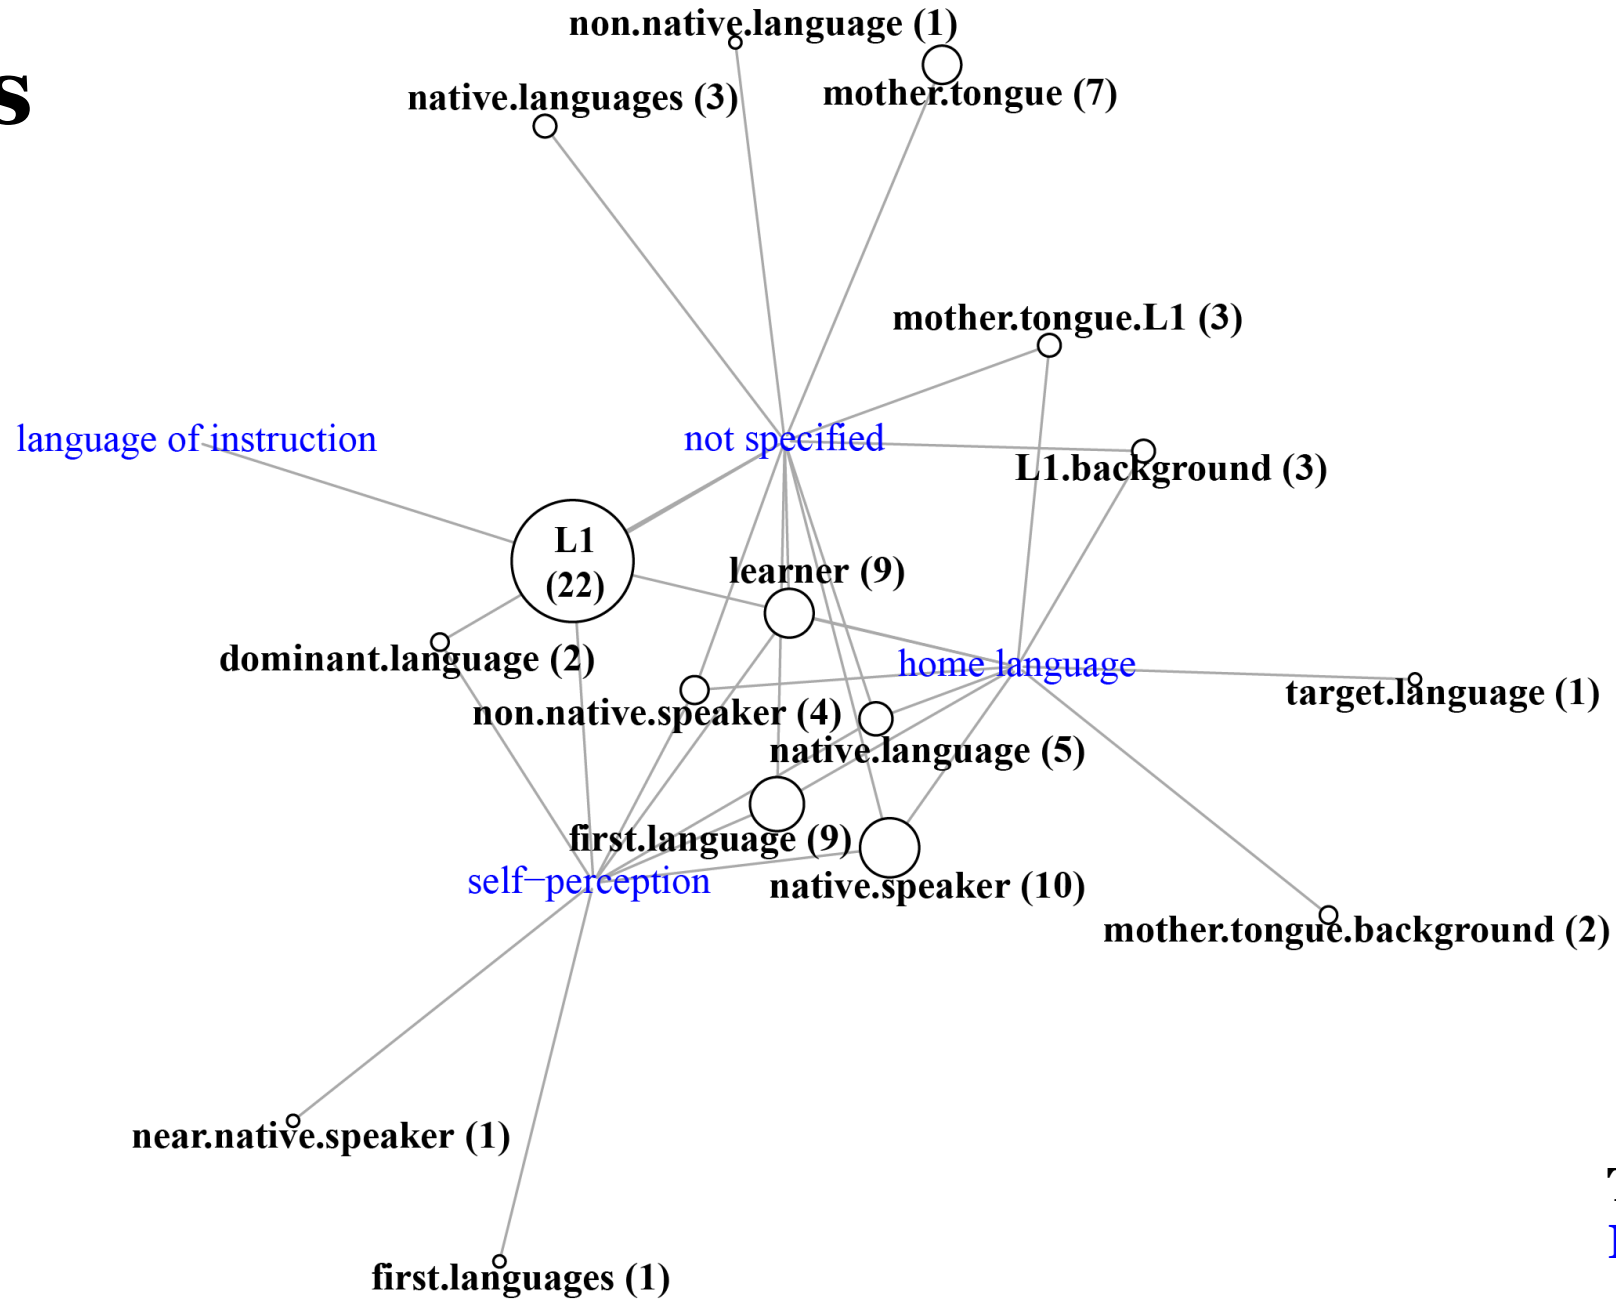 non.native.language (1)
s
native.languages (3)
mother.tongue (7)
mother.tongue.L1 (3)
language of instruction
not specified
L1.background (3)
L1
(22)
learner (9)
dominant.language (2)
home language
target.language (1)
non.native.speaker (4)
native.language (5)
first.language (9)
self−perception
native.speaker (10)
mother.tongue.background (2)
near.native.speaker (1)
first.languages (1)